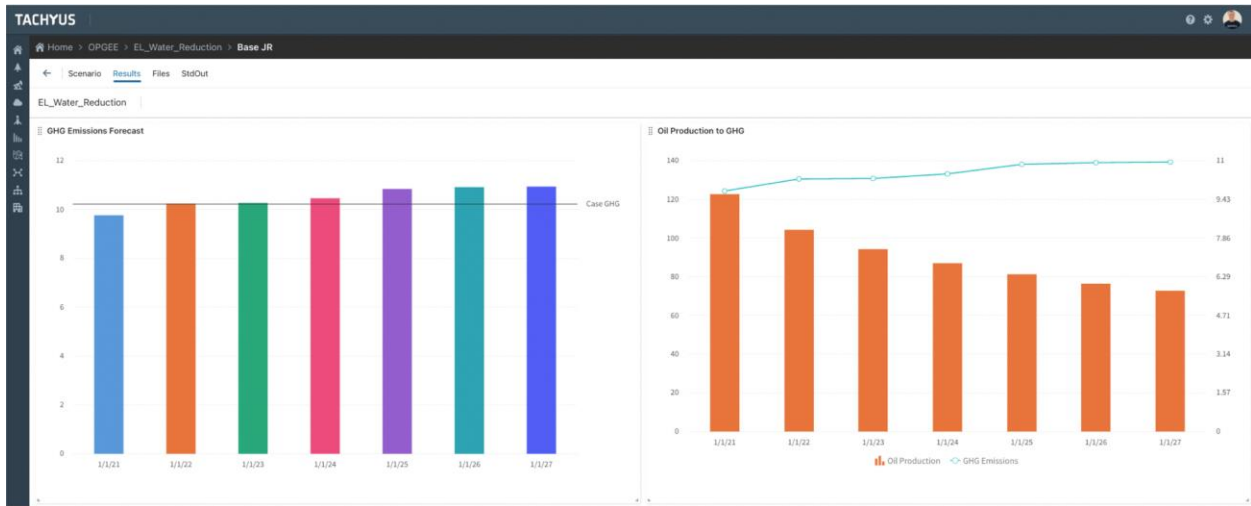 TACHYUS
Home > OPGEE > EL_Water_Reduction > Base JR
Scenario Results Files StdOut
EL_Water_Reduction
GHG Emissions Forecast
12
10
8
6
4
2
0
Case GHG
1/1/21 1/1/22 1/1/23 1/1/24 1/1/25 1/1/26 1/1/27
Oil Production to GHG
140 11
120 9.43
100 7.86
80 6.29
60 4.71
40 3.14
20 1.57
0 0
1/1/21 1/1/22 1/1/23 1/1/24 1/1/25 1/1/26 1/1/27
Oil Production GHG Emissions